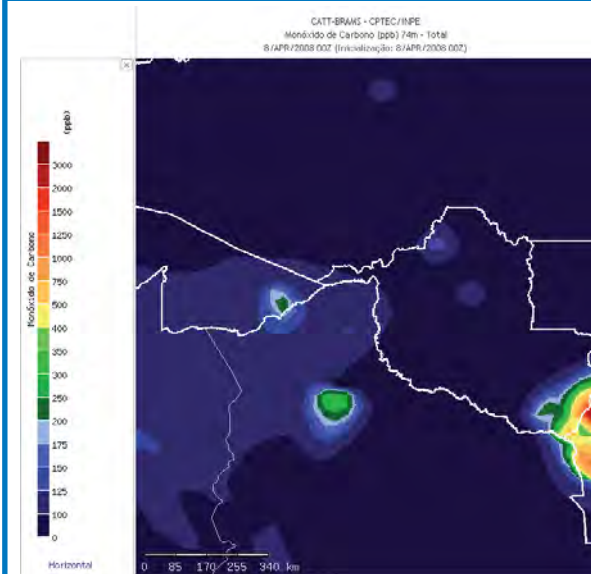 CATT-BRAMS - CPTEC/INPE
Monóxido de Carbono (ppb) 74m - Total
8/APR/2008 00Z (Inicialização: 8/APR/2008 00Z)
(ppb)
Monóxido de Carbono
3000
2000
1500
1250
1000
750
500
400
350
300
250
200
175
150
125
100
0
Horizontal
0 85 170 255 340 km